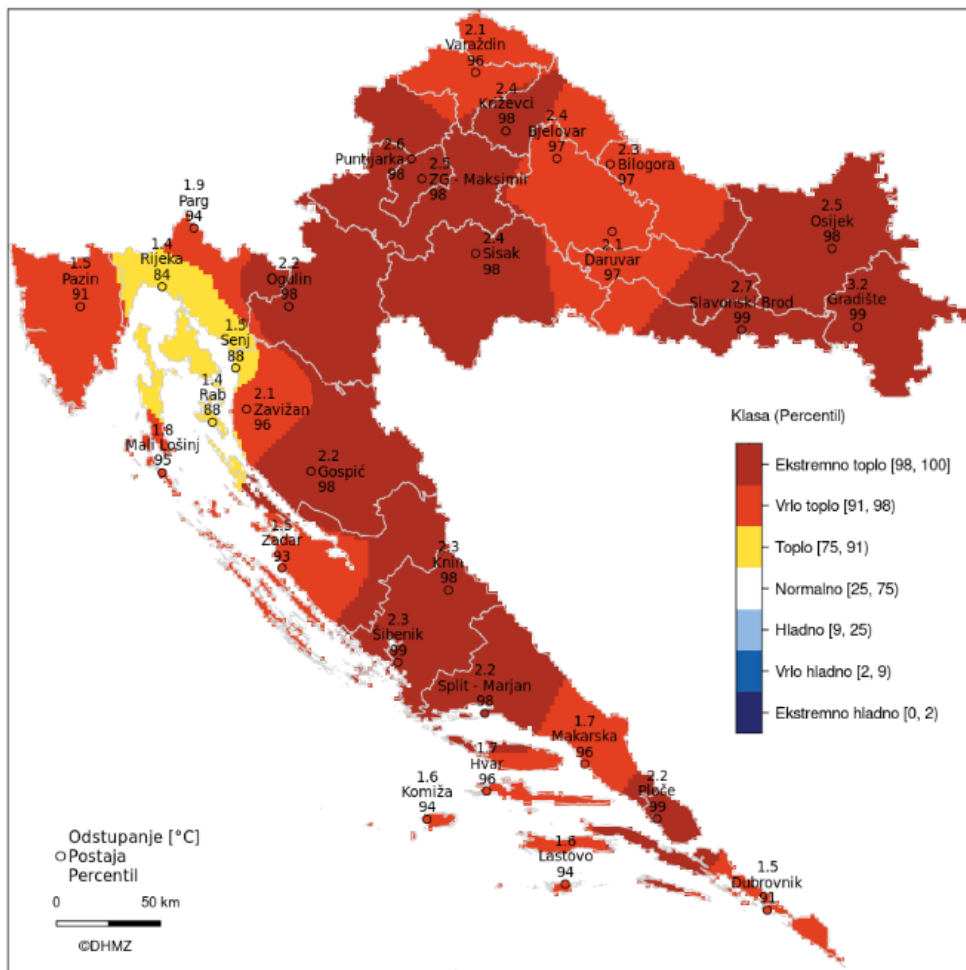 2.1
Varaždin
96
2.4
Križevci
98
2.4
Bjelovar
97
2.3
Bilogora
97
2.6
Puntijarka
98
2.5
ZG - Maksimir
98
1.9
Parg
94
2.5
Osijek
98
1.4
Rijeka
84
2.4
Sisak
98
2.1
Daruvar
97
1.5
Pazin
91
2.2
Ogulin
98
2.7
Slavonski Brod
99
3.2
Gradište
99
1.5
Senj
88
1.4
Rab
88
2.1
Zavižan
96
1.8
Mali Lošinj
95
2.2
Gospić
98
1.5
Zadar
93
2.3
Knin
98
2.3
Šibenik
99
2.2
Split - Marjan
98
1.7
Makarska
96
1.7
Hvar
96
1.6
Komiža
94
2.2
Ploče
99
1.6
Lastovo
94
1.5
Dubrovnik
91
Klasa (Percentil)
Ekstremno toplo [98, 100]
Vrlo toplo [91, 98)
Toplo [75, 91)
Normalno [25, 75)
Hladno [9, 25)
Vrlo hladno [2, 9)
Ekstremno hladno [0, 2)
Odstupanje [°C]
Postaja
Percentil
0 50 km
©DHMZ